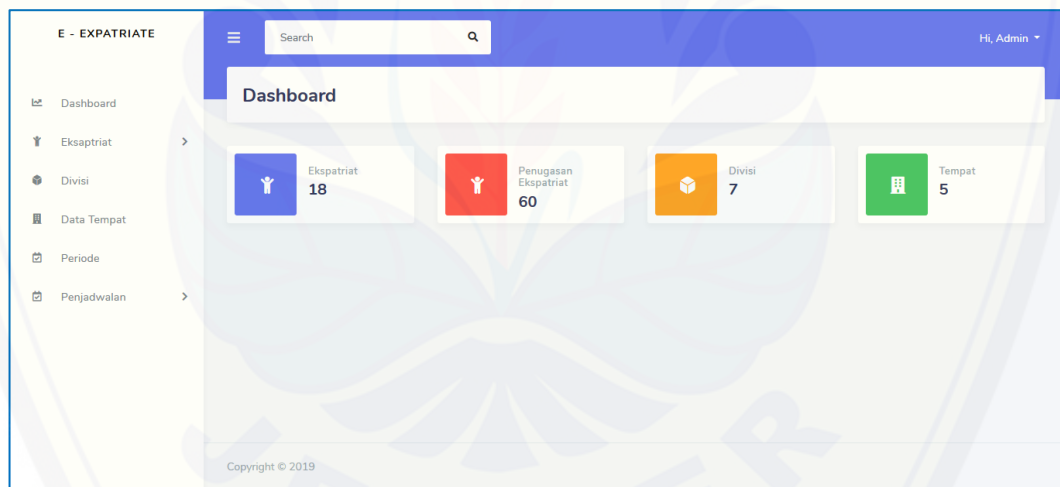 E - EXPATRIATE
Search
Hi, Admin
Dashboard
Dashboard
Eksaptriat
Divisi
Data Tempat
Periode
Penjadwalan
Ekspatriat
18
Penugasan
Ekspatriat
60
Divisi
7
Tempat
5
Copyright © 2019